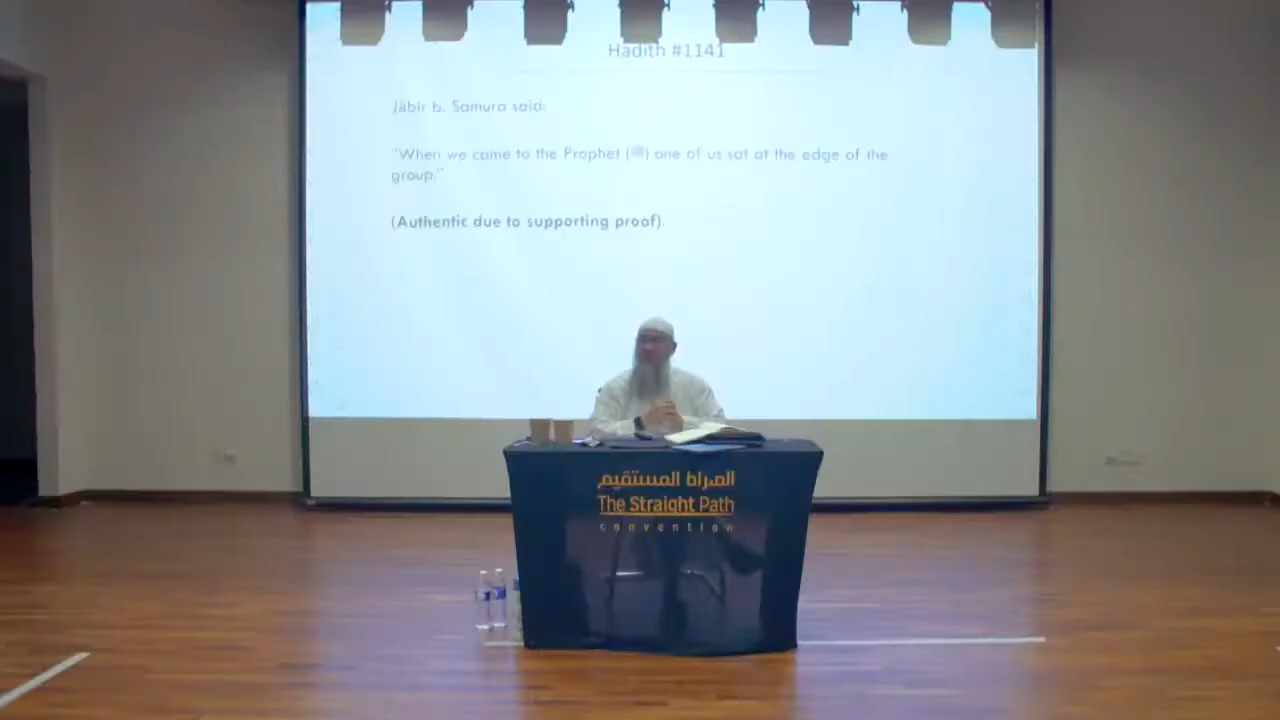 Hadith #1141
Jābir b. Samura said:
"When we came to the Prophet (ﷺ) one of us sat at the edge of the
group."
(Authentic due to supporting proof).
الصراط المستقيم
The Straight Path
convention